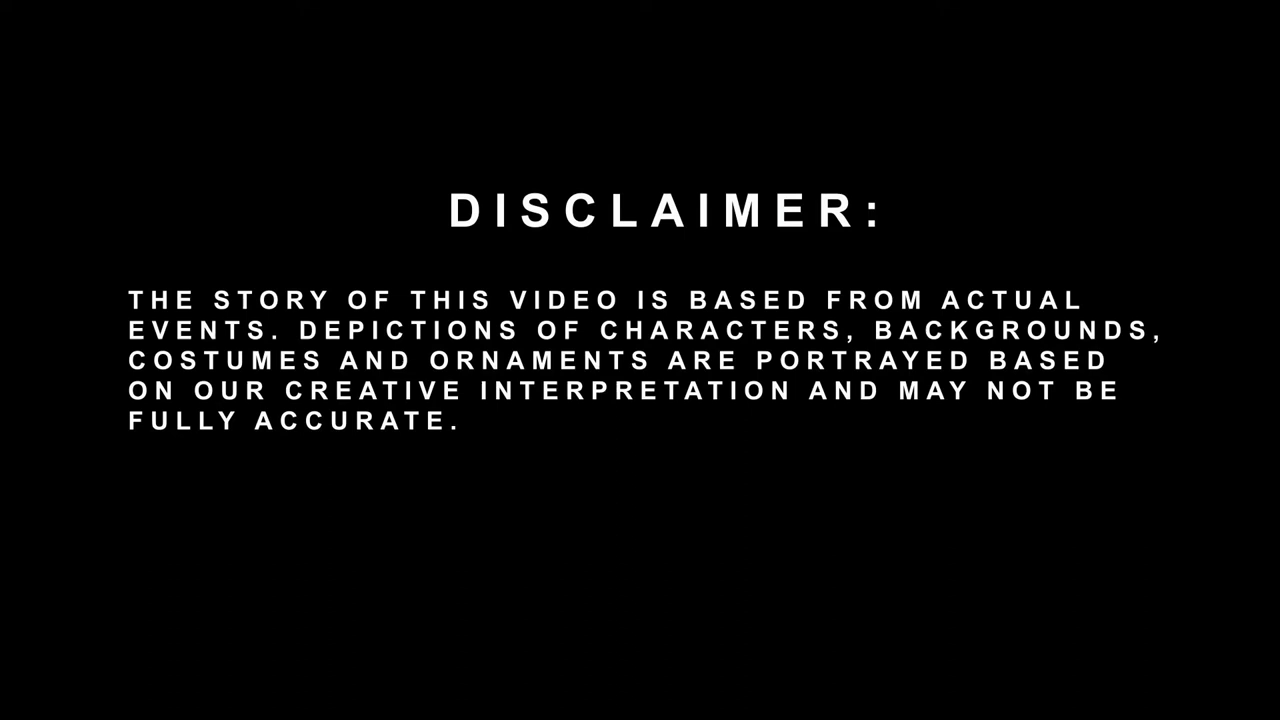 DISCLAIMER:
THE STORY OF THIS VIDEO IS BASED FROM ACTUAL
EVENTS. DEPICTIONS OF CHARACTERS, BACKGROUNDS,
COSTUMES AND ORNAMENTS ARE PORTRAYED BASED
ON OUR CREATIVE INTERPRETATION AND MAY NOT BE
FULLY ACCURATE.